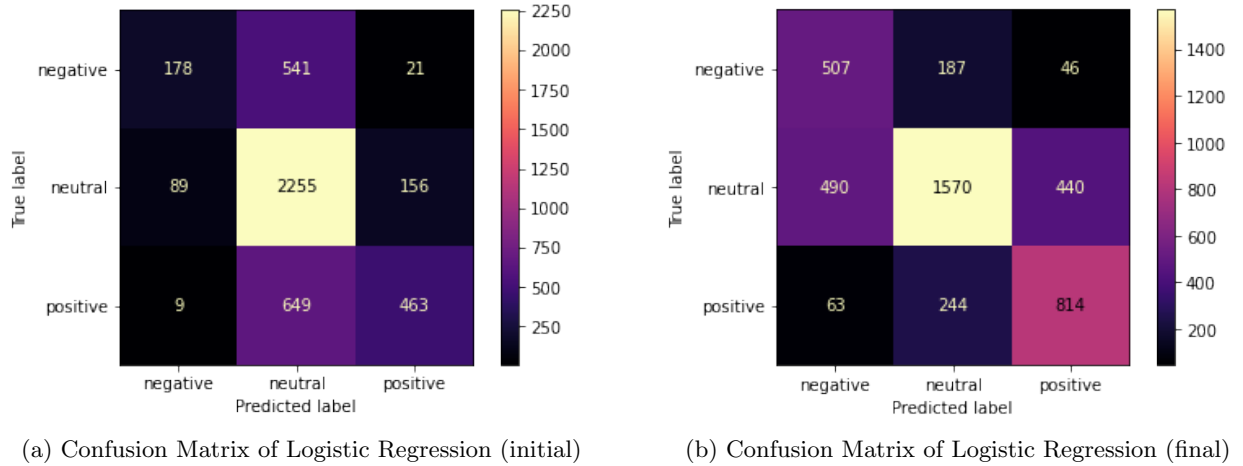 2250
2000
1750
1500
1250
1000
750
500
250
negative
neutral
positive
True label
178 541 21
89 2255 156
9 649 463
negative neutral positive
Predicted label
(a) Confusion Matrix of Logistic Regression (initial)
1400
1200
1000
800
600
400
200
negative
neutral
positive
True label
507 187 46
490 1570 440
63 244 814
negative neutral positive
Predicted label
(b) Confusion Matrix of Logistic Regression (final)